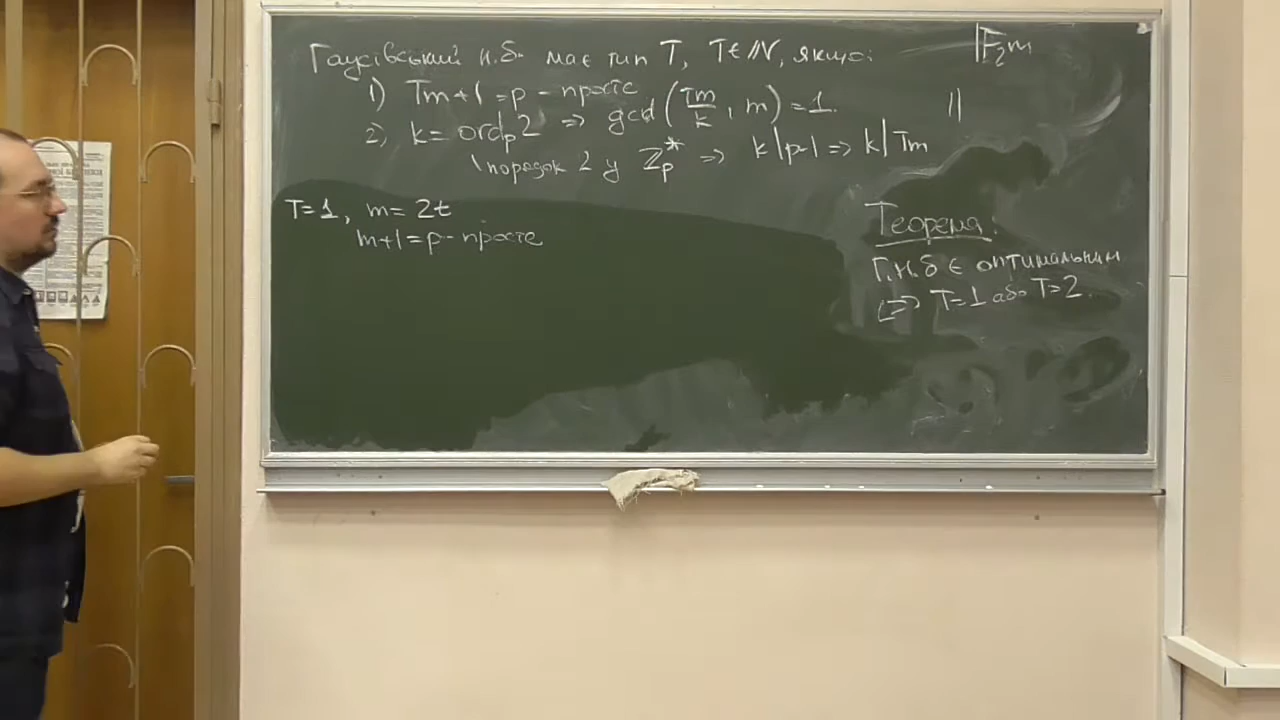 Гаусівський н.б. має тип T, T∈ℕ, якщо:
1) Tm+1=p - просте
2) k=ord_p 2 ⇒ gcd(Tm/k, m)=1.
порядок 2 у ℤ_p^* ⇒ k|p-1 ⇒ k|Tm
T=1, m=2t
m+1=p- просте
𝔽_2^m
||
Теорема:
Г.н.б є оптимальним
⇔ T=1 або T=2.